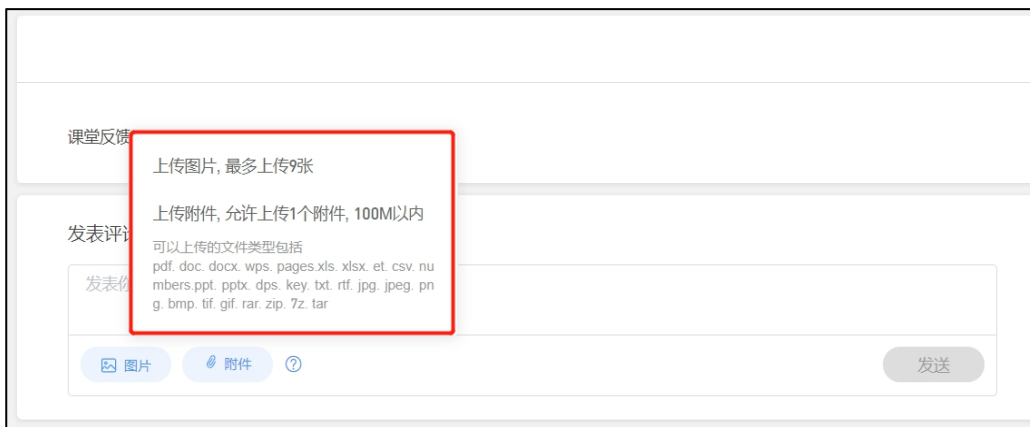 课堂反馈
上传图片, 最多上传9张
上传附件, 允许上传1个附件, 100M以内
发表评
可以上传的文件类型包括
pdf. doc. docx. wps. pages.xls. xlsx. et. csv. nu
发表你
mbers.ppt. pptx. dps. key. txt. rtf. jpg. jpeg. pn
g. bmp. tif. gif. rar. zip. 7z. tar
图片
附件
发送